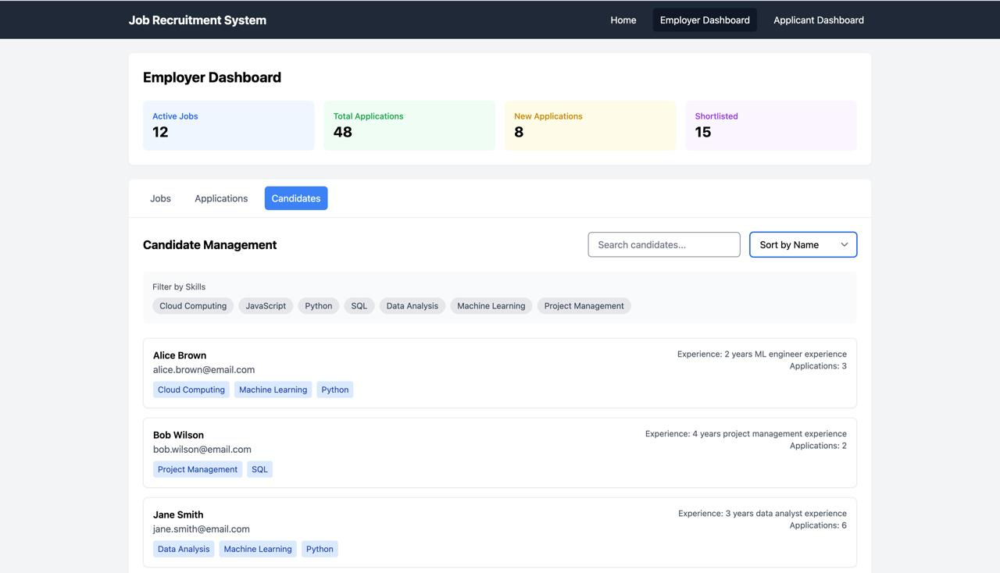 Job Recruitment System
Home Employer Dashboard Applicant Dashboard
Employer Dashboard
Active Jobs
12
Total Applications
48
New Applications
8
Shortlisted
15
Jobs Applications Candidates
Candidate Management
Search candidates...
Sort by Name
Filter by Skills
Cloud Computing JavaScript Python SQL Data Analysis Machine Learning Project Management
Alice Brown
alice.brown@email.com
Cloud Computing Machine Learning Python
Experience: 2 years ML engineer experience
Applications: 3
Bob Wilson
bob.wilson@email.com
Project Management SQL
Experience: 4 years project management experience
Applications: 2
Jane Smith
jane.smith@email.com
Data Analysis Machine Learning Python
Experience: 3 years data analyst experience
Applications: 6